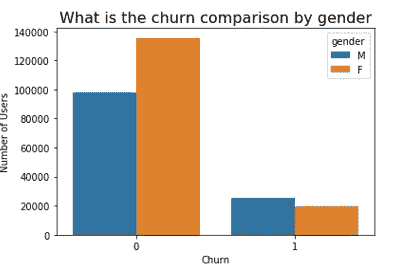 What is the churn comparison by gender
140000
120000
100000
80000
60000
40000
20000
0
Number of Users
gender
M
F
0
1
Churn